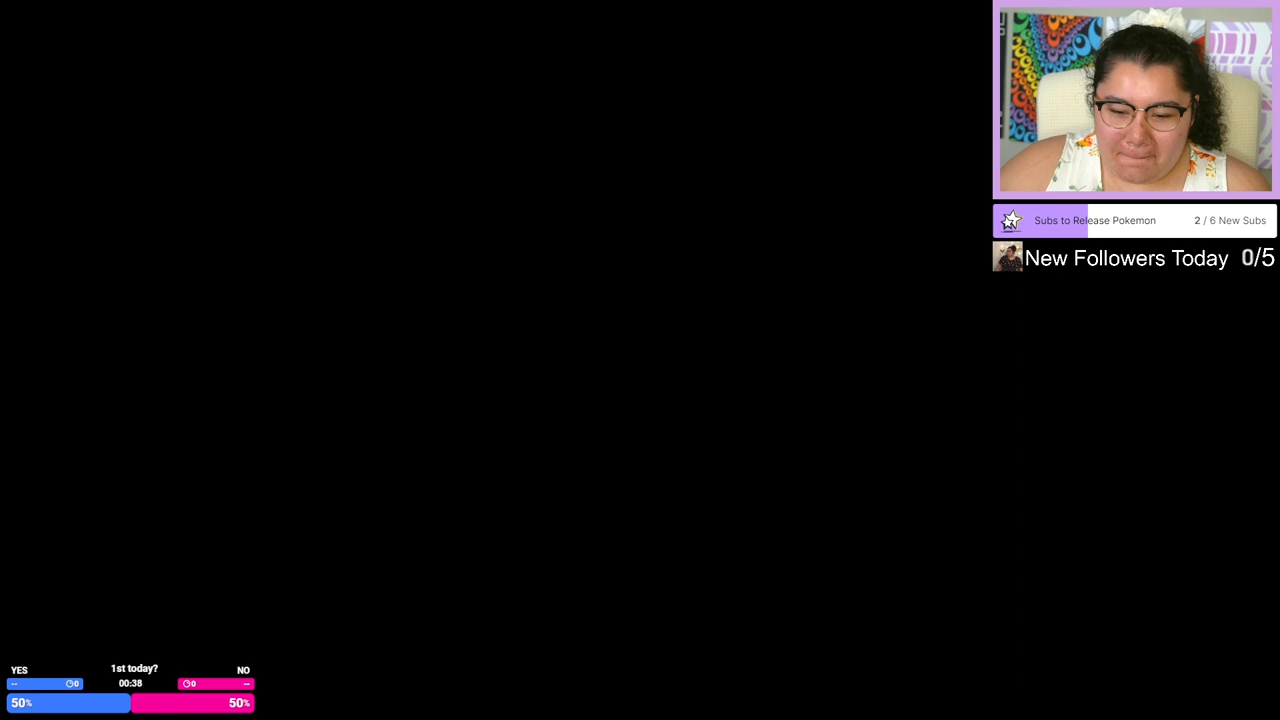 Subs to Release Pokemon 2 / 6 New Subs
New Followers Today 0/5
1st today?
YES NO
-- 0 00:38 0 --
50% 50%